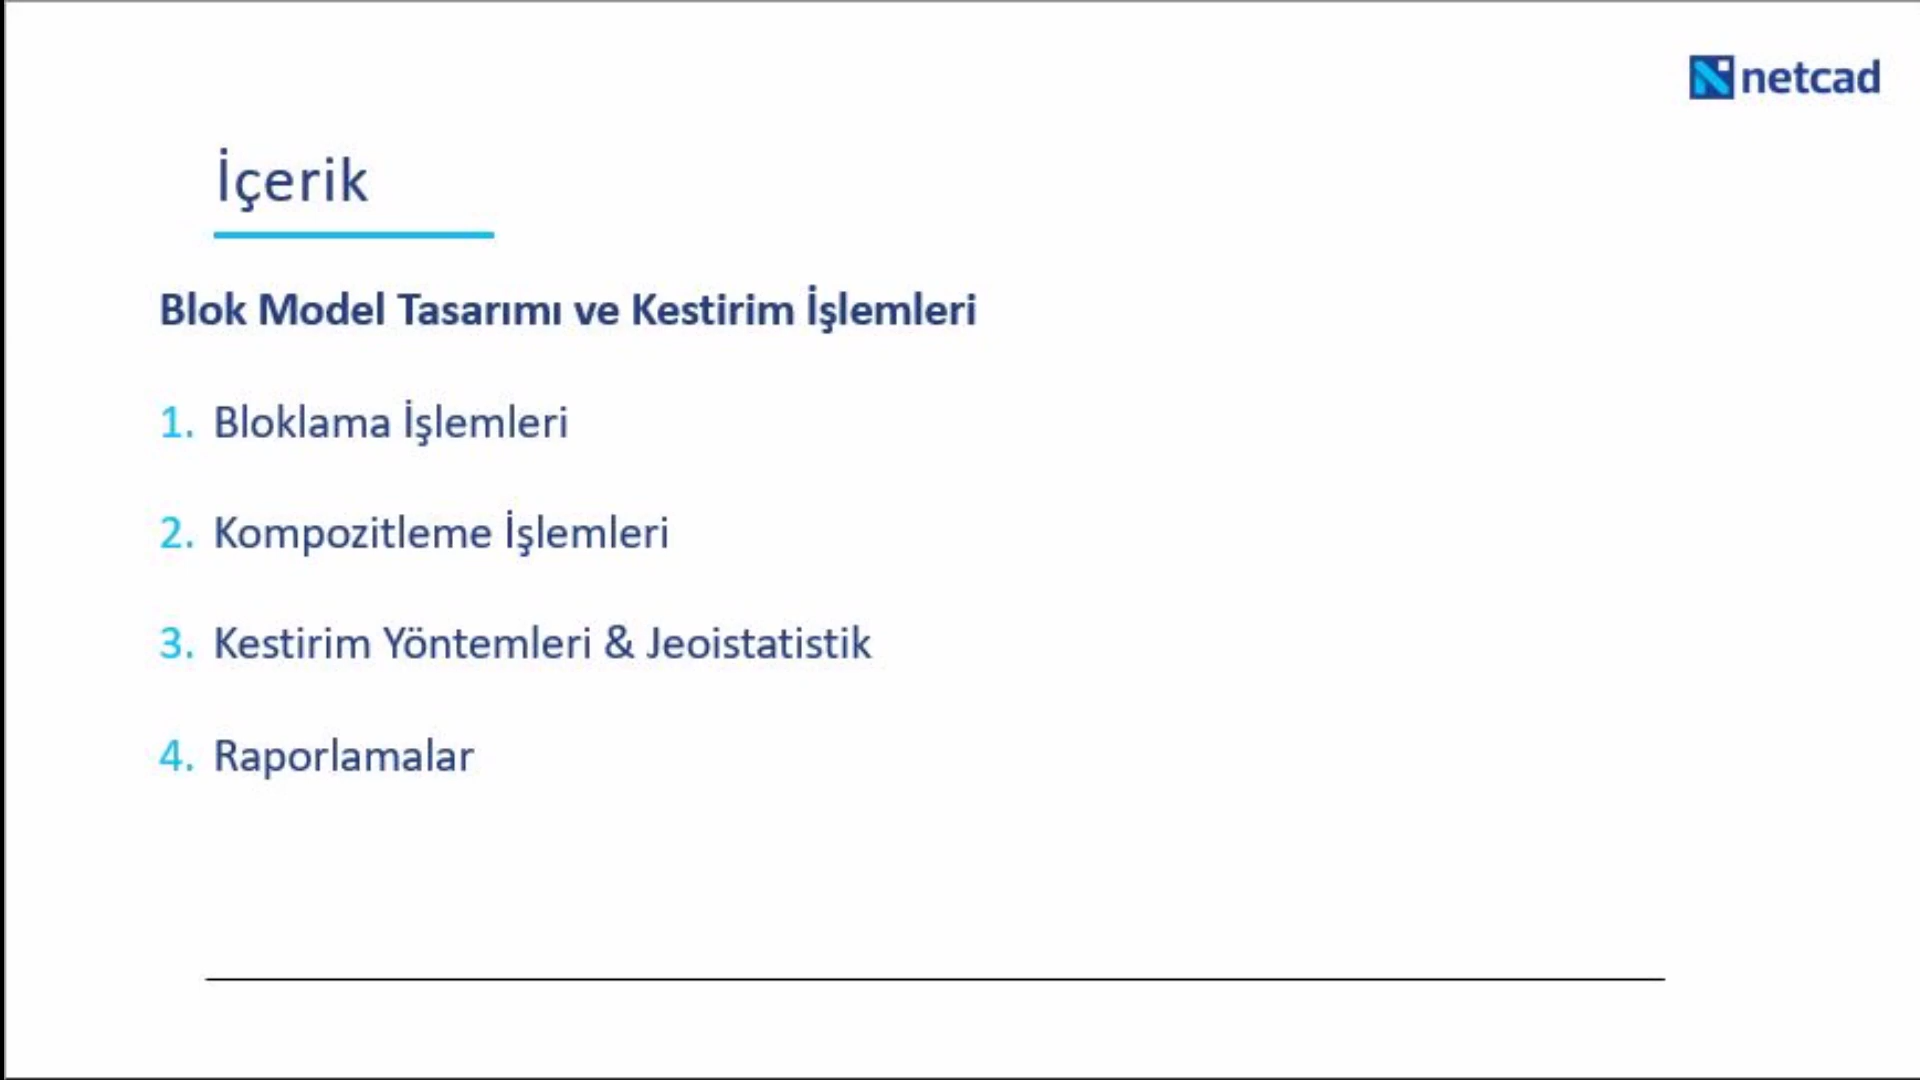 netcad
İçerik
Blok Model Tasarımı ve Kestirim İşlemleri
1. Bloklama İşlemleri
2. Kompozitleme İşlemleri
3. Kestirim Yöntemleri & Jeoistatistik
4. Raporlamalar